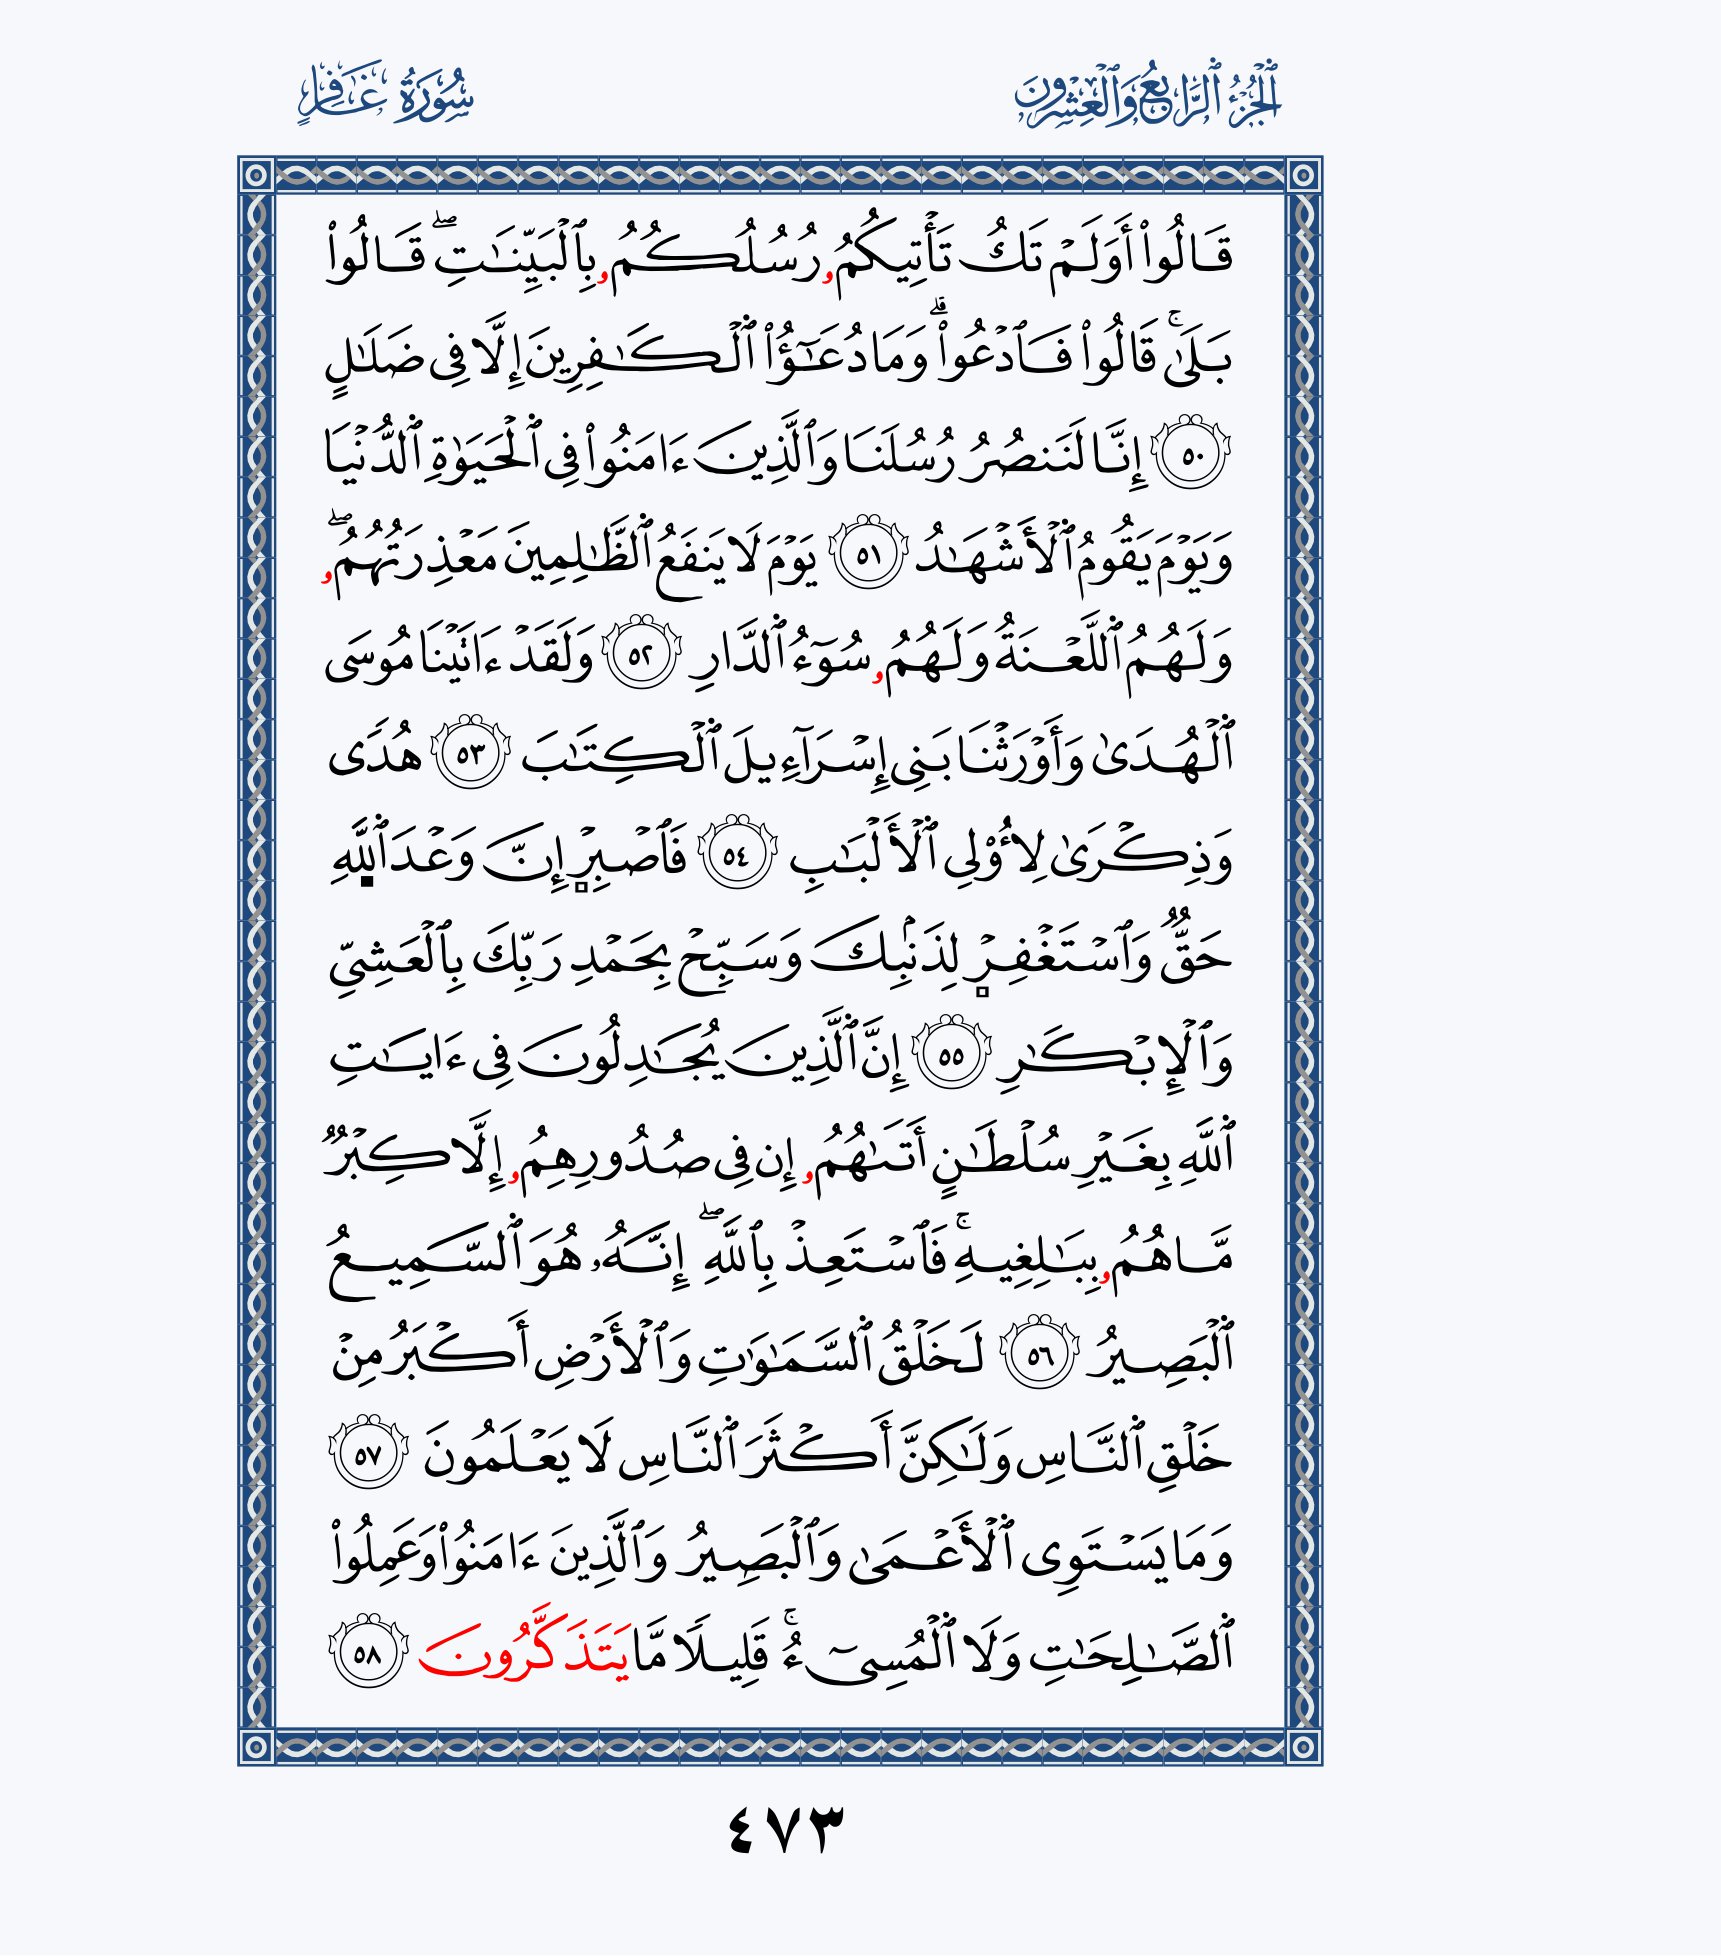 الجُزْءُ الرَّابِعُ وَالعِشْرُونَ
سُورَةُ غَافِرٍ
قَالُوٓاْ أَوَلَمۡ تَكُ تَأۡتِيكُمُۥ رُسُلُكُمُۥ بِٱلۡبَيِّنَٰتِۖ قَالُواْ
بَلَىٰۚ قَالُواْ فَٱدۡعُواْۗ وَمَا دُعَٰٓؤُاْ ٱلۡكَٰفِرِينَ إِلَّا فِي ضَلَٰلٍ
٥٠ إِنَّا لَنَنصُرُ رُسُلَنَا وَٱلَّذِينَ ءَامَنُواْ فِي ٱلۡحَيَوٰةِ ٱلدُّنۡيَا
وَيَوۡمَ يَقُومُ ٱلۡأَشۡهَٰدُ ٥١ يَوۡمَ لَا يَنفَعُ ٱلظَّٰلِمِينَ مَعۡذِرَتُهُمُۥۖ
وَلَهُمُ ٱللَّعۡنَةُ وَلَهُمُۥ سُوٓءُ ٱلدَّارِ ٥٢ وَلَقَدۡ ءَاتَيۡنَا مُوسَى
ٱلۡهُدَىٰ وَأَوۡرَثۡنَا بَنِي إِسۡرَآءِيلَ ٱلۡكِتَٰبَ ٥٣ هُدٗى
وَذِكۡرَىٰ لِأُوْلِي ٱلۡأَلۡبَٰبِ ٥٤ فَٱصۡبِرۡ إِنَّ وَعۡدَ ٱللَّهِ
حَقّٞ وَٱسۡتَغۡفِرۡ لِذَنۢبِكَ وَسَبِّحۡ بِحَمۡدِ رَبِّكَ بِٱلۡعَشِيِّ
وَٱلۡإِبۡكَٰرِ ٥٥ إِنَّ ٱلَّذِينَ يُجَٰدِلُونَ فِي ءَايَٰتِ
ٱللَّهِ بِغَيۡرِ سُلۡطَٰنٍ أَتَىٰهُمُۥ إِن فِي صُدُورِهِمُۥ إِلَّا كِبۡرٞ
مَّا هُمُۥ بِبَٰلِغِيهِۚ فَٱسۡتَعِذۡ بِٱللَّهِۖ إِنَّهُۥ هُوَ ٱلسَّمِيعُ
ٱلۡبَصِيرُ ٥٦ لَخَلۡقُ ٱلسَّمَٰوَٰتِ وَٱلۡأَرۡضِ أَكۡبَرُ مِنۡ
خَلۡقِ ٱلنَّاسِ وَلَٰكِنَّ أَكۡثَرَ ٱلنَّاسِ لَا يَعۡلَمُونَ ٥٧
وَمَا يَسۡتَوِي ٱلۡأَعۡمَىٰ وَٱلۡبَصِيرُ وَٱلَّذِينَ ءَامَنُواْ وَعَمِلُواْ
ٱلصَّٰلِحَٰتِ وَلَا ٱلۡمُسِيٓءُۚ قَلِيلٗا مَّا يَتَذَكَّرُونَ ٥٨
٤٧٣